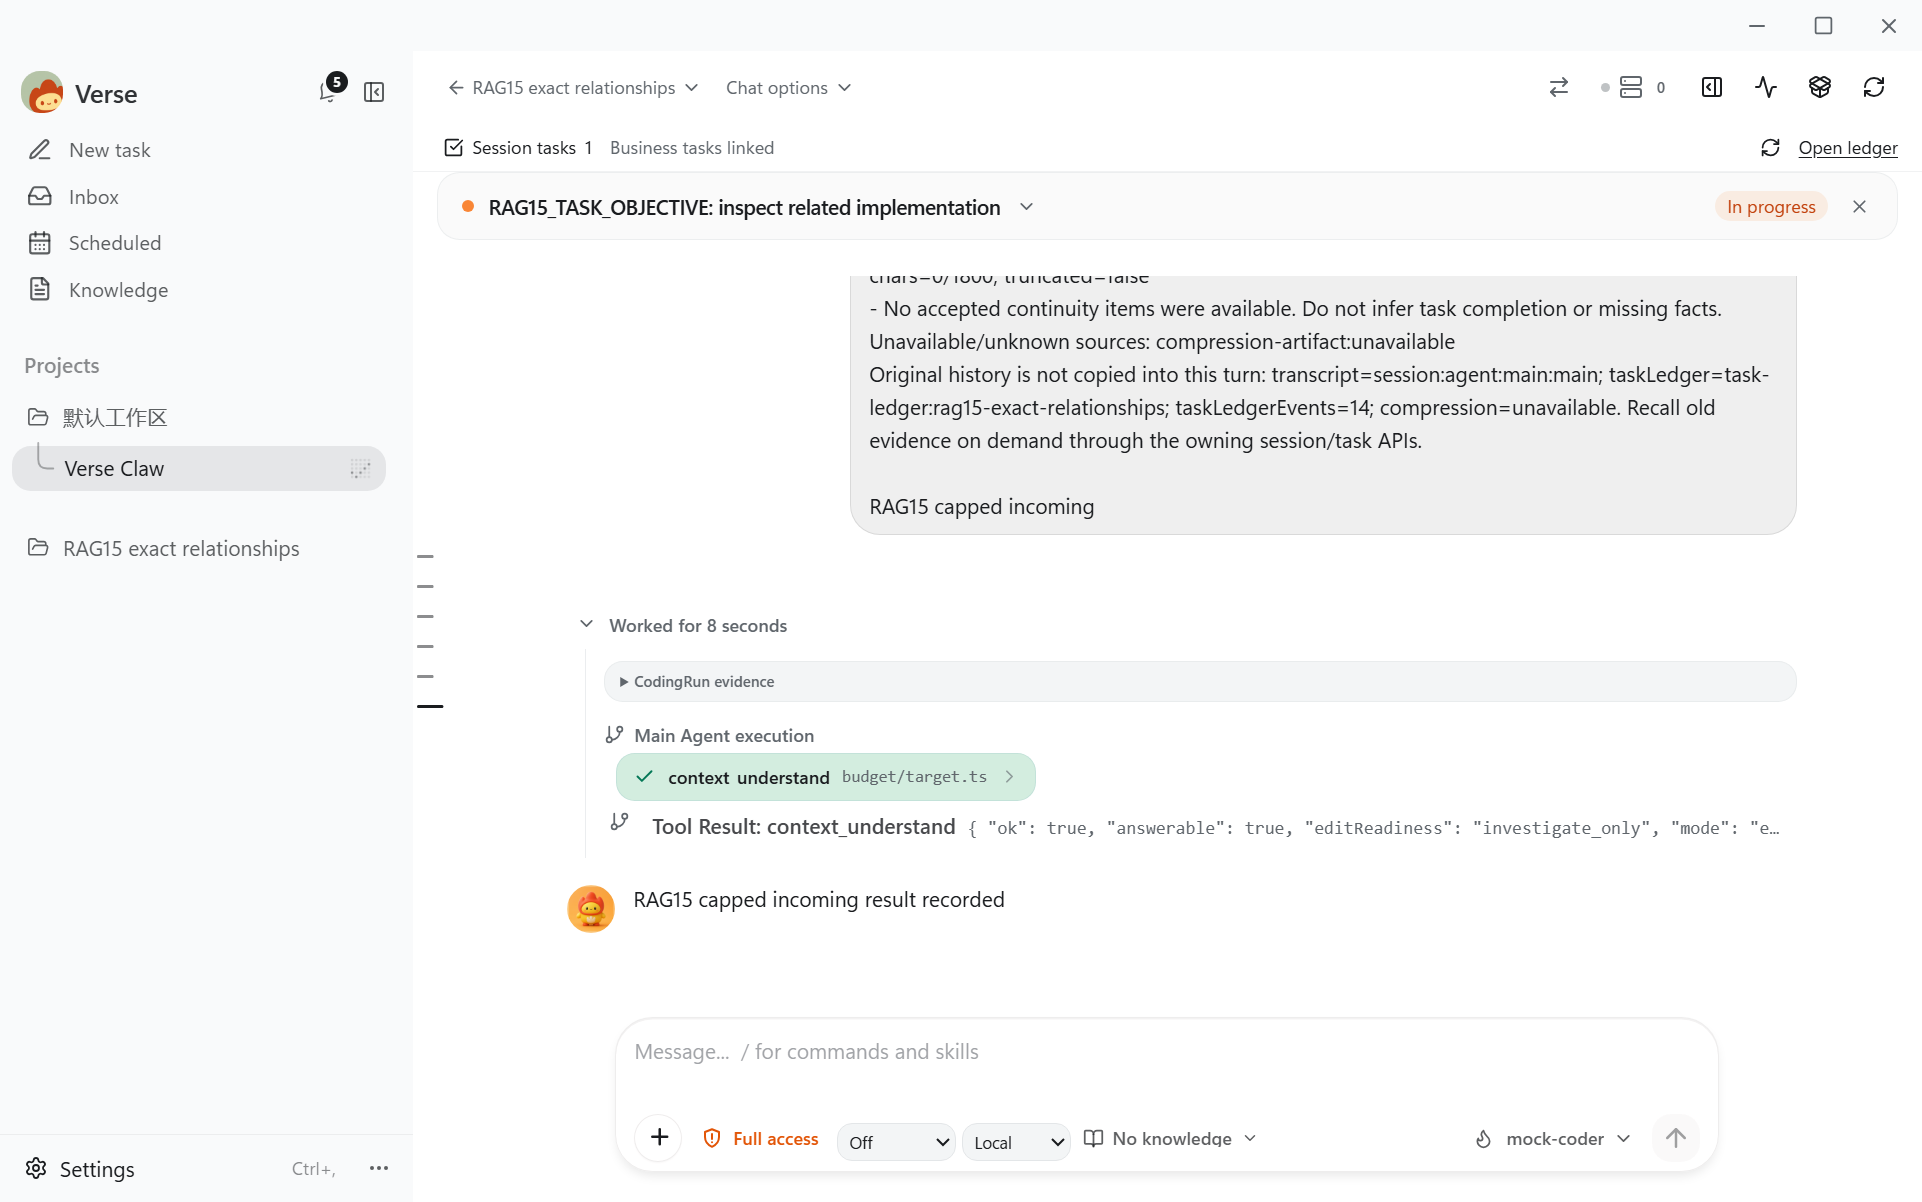 Verse
5
New task
Inbox
Scheduled
Knowledge
Projects
默认工作区
Verse Claw
RAG15 exact relationships
Settings
Ctrl+,
RAG15 exact relationships
Chat options
0
Session tasks 1
Business tasks linked
Open ledger
RAG15_TASK_OBJECTIVE: inspect related implementation
In progress
chars=0/1800, truncated=false
- No accepted continuity items were available. Do not infer task completion or missing facts.
Unavailable/unknown sources: compression-artifact:unavailable
Original history is not copied into this turn: transcript=session:agent:main:main; taskLedger=task-
ledger:rag15-exact-relationships; taskLedgerEvents=14; compression=unavailable. Recall old
evidence on demand through the owning session/task APIs.
RAG15 capped incoming
Worked for 8 seconds
CodingRun evidence
Main Agent execution
context understand budget/target.ts
Tool Result: context_understand { "ok": true, "answerable": true, "editReadiness": "investigate_only", "mode": "e…
RAG15 capped incoming result recorded
Message... / for commands and skills
Full access
Off
Local
No knowledge
mock-coder